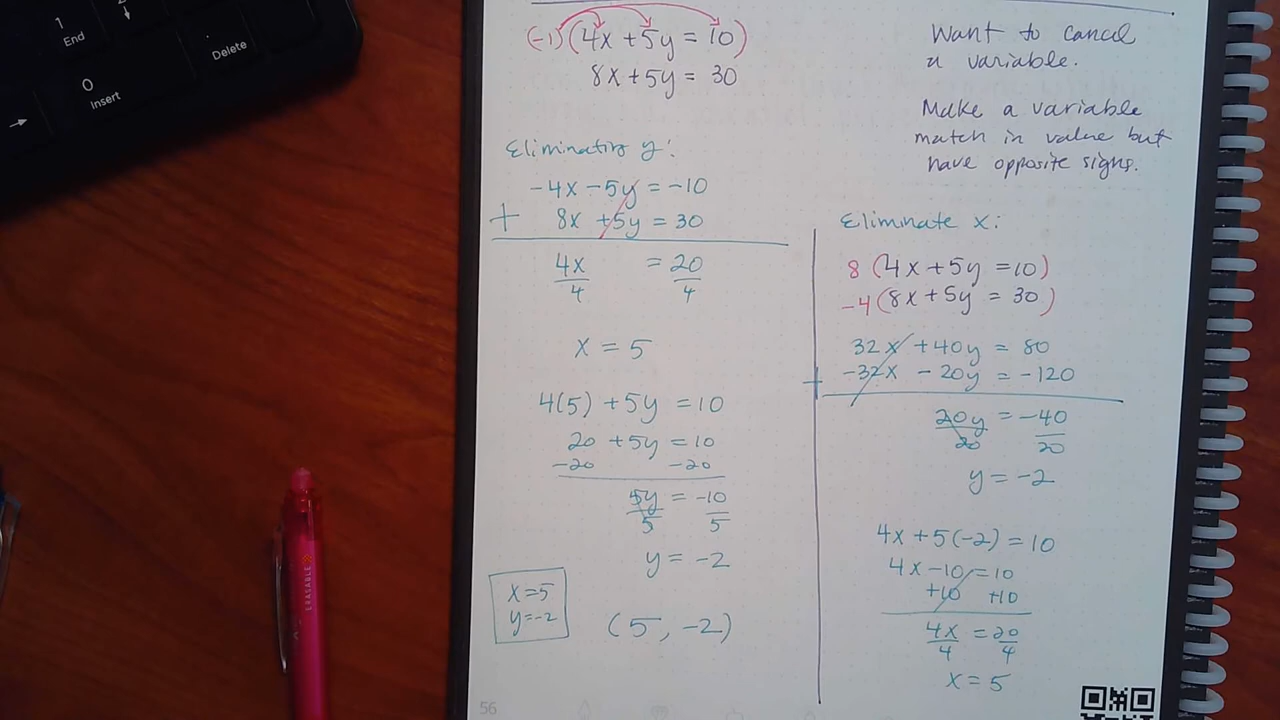 1
End
↓
Delete
0
Insert
→
(-1)(4x + 5y = 10)
8x + 5y = 30
Want to cancel
a variable.
Make a variable
match in value but
have opposite signs.
Eliminating y:
-4x - 5y = -10
+ 8x + 5y = 30
4x = 20
4 4
x = 5
4(5) + 5y = 10
20 + 5y = 10
-20 -20
5y = -10
5 5
y = -2
x = 5
y = -2
(5, -2)
Eliminate x:
8 (4x + 5y = 10)
-4 (8x + 5y = 30)
32x + 40y = 80
+ -32x - 20y = -120
20y = -40
20 20
y = -2
4x + 5(-2) = 10
4x - 10 = 10
+10 +10
4x = 20
4 4
x = 5
56
ERASABLE